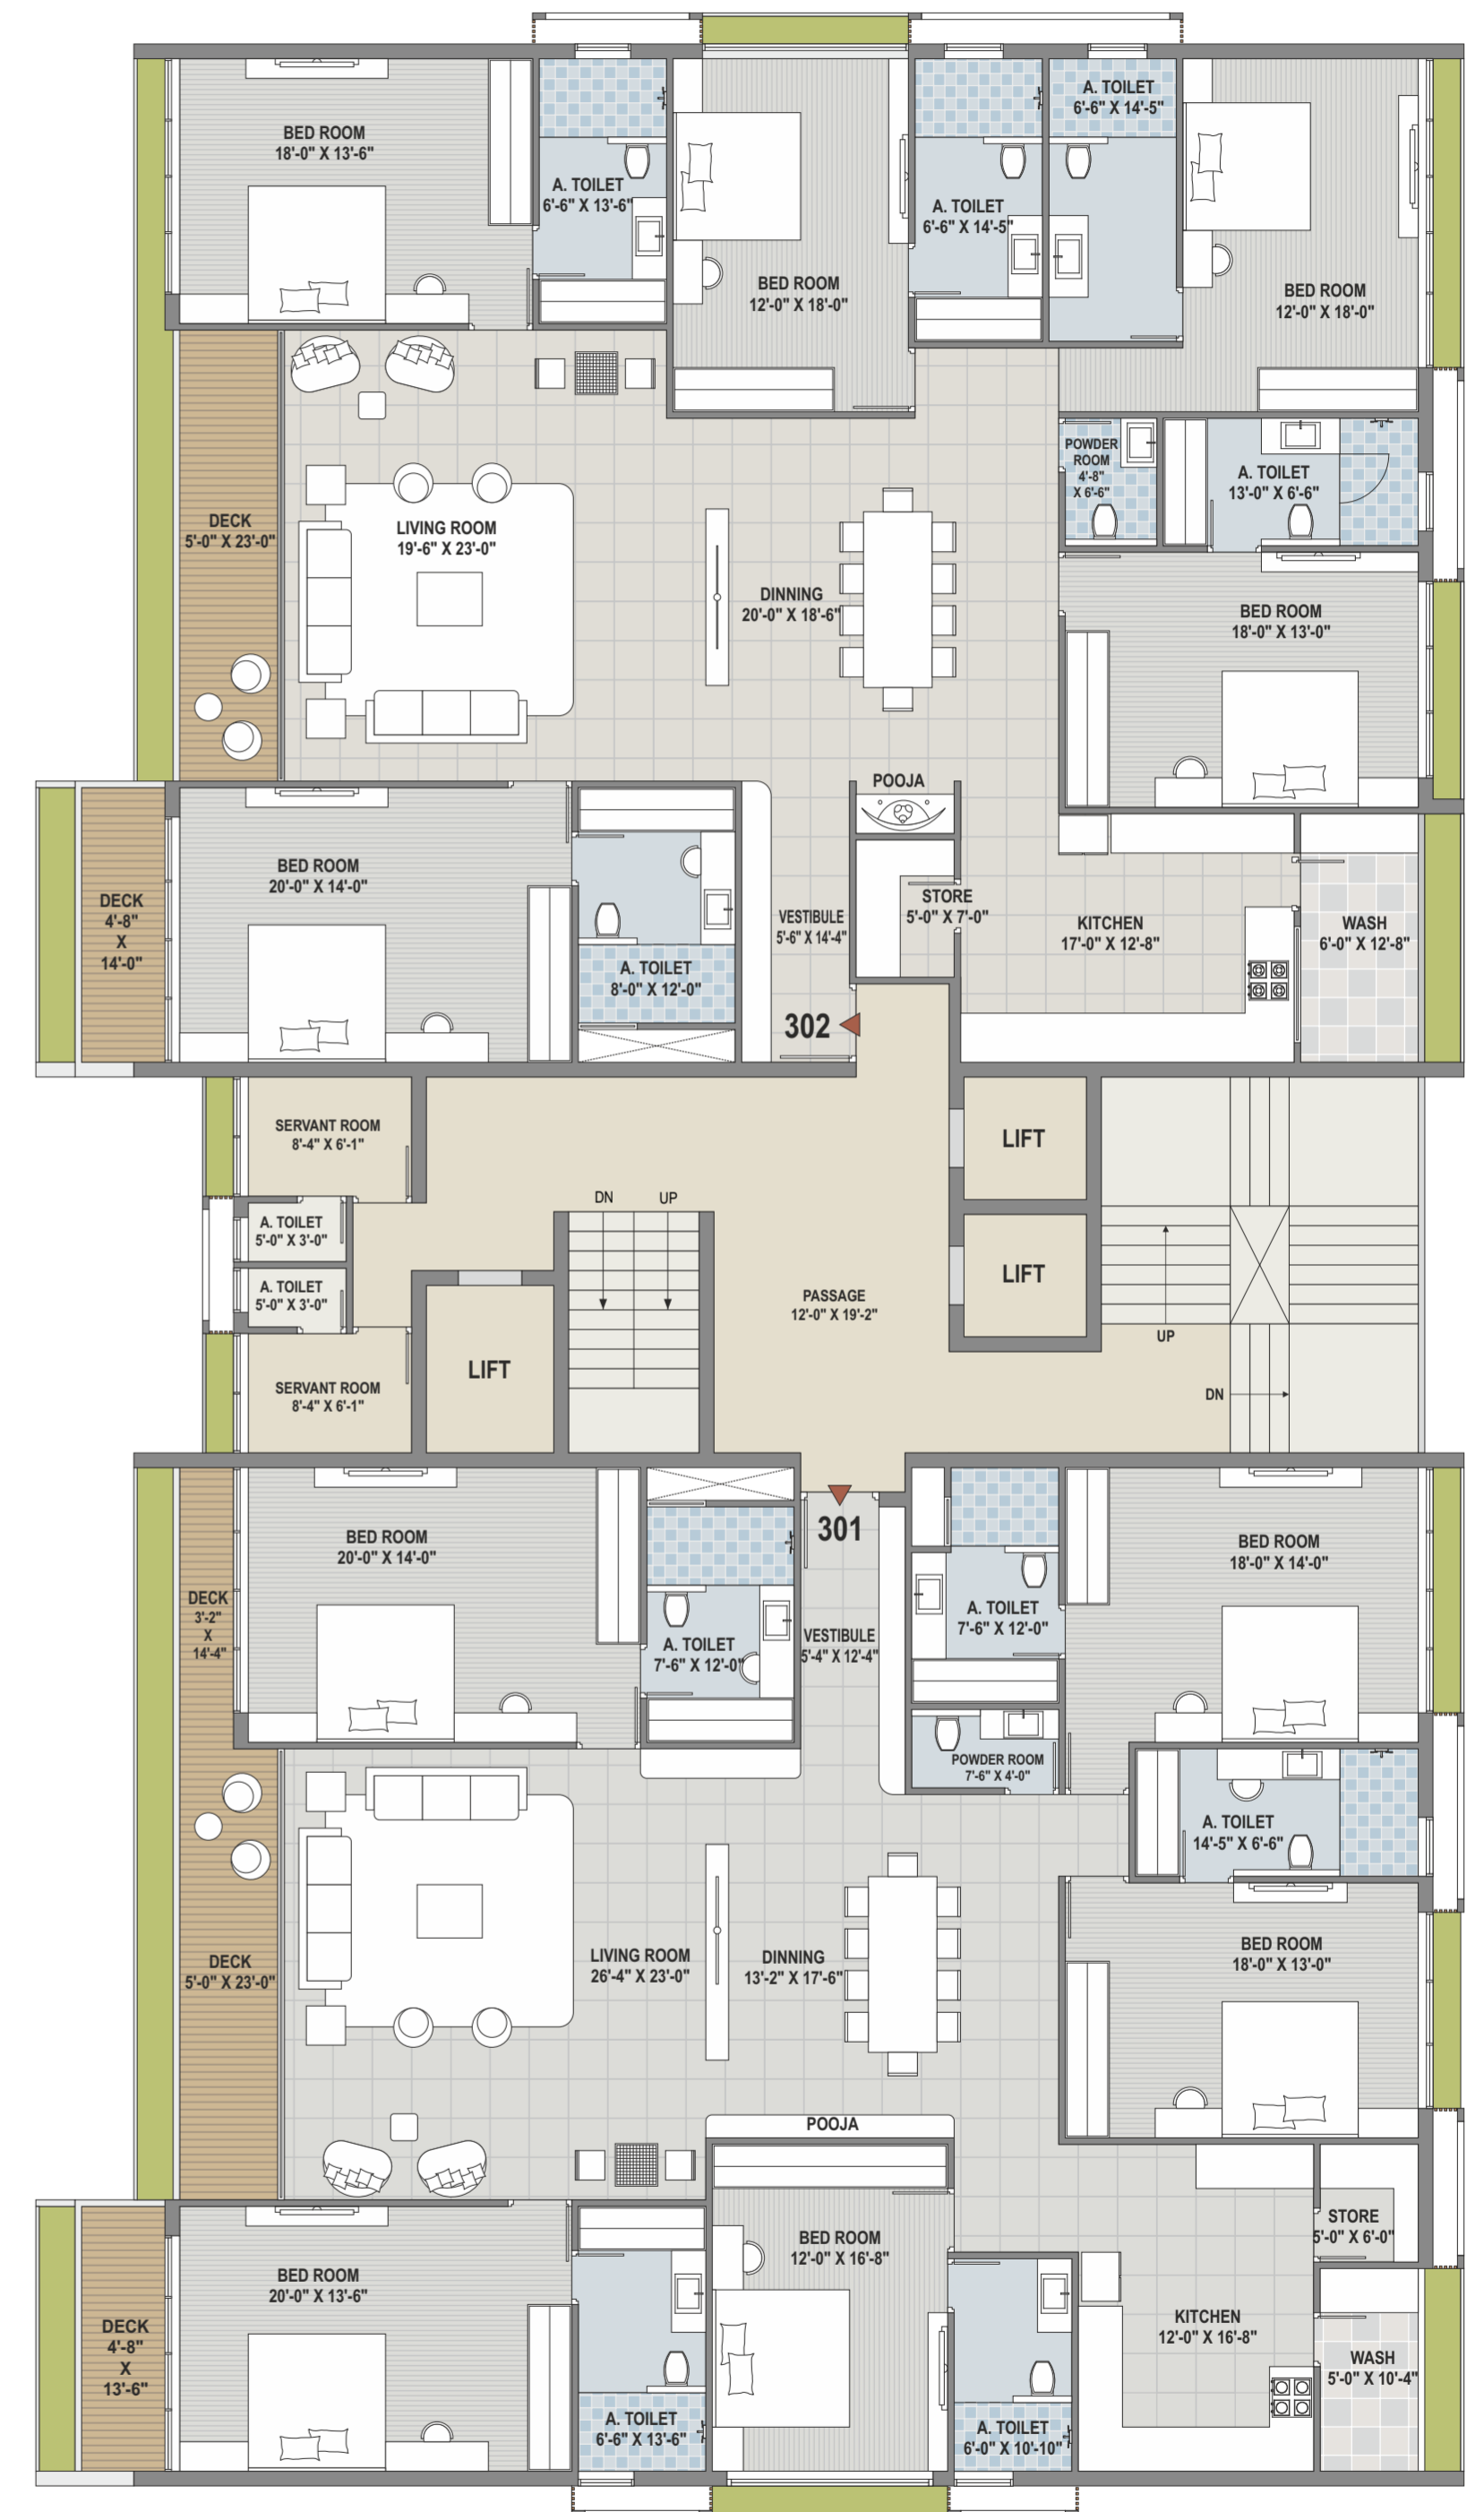 A. TOILET
6'-6" X 14'-5"
BED ROOM
18'-0" X 13'-6"
A. TOILET
6'-6" X 13'-6"
A. TOILET
6'-6" X 14'-5"
BED ROOM
12'-0" X 18'-0"
BED ROOM
12'-0" X 18'-0"
POWDER
ROOM
4'-8"
X 6'-6"
A. TOILET
13'-0" X 6'-6"
DECK
5'-0" X 23'-0"
LIVING ROOM
19'-6" X 23'-0"
DINNING
20'-0" X 18'-6"
BED ROOM
18'-0" X 13'-0"
POOJA
BED ROOM
20'-0" X 14'-0"
DECK
4'-8"
X
14'-0"
STORE
5'-0" X 7'-0"
VESTIBULE
5'-6" X 14'-4"
KITCHEN
17'-0" X 12'-8"
WASH
6'-0" X 12'-8"
A. TOILET
8'-0" X 12'-0"
302
SERVANT ROOM
8'-4" X 6'-1"
LIFT
DN
UP
A. TOILET
5'-0" X 3'-0"
A. TOILET
5'-0" X 3'-0"
LIFT
PASSAGE
12'-0" X 19'-2"
UP
LIFT
SERVANT ROOM
8'-4" X 6'-1"
DN
301
BED ROOM
20'-0" X 14'-0"
BED ROOM
18'-0" X 14'-0"
DECK
3'-2"
X
14'-4"
A. TOILET
7'-6" X 12'-0"
VESTIBULE
5'-4" X 12'-4"
A. TOILET
7'-6" X 12'-0"
POWDER ROOM
7'-6" X 4'-0"
A. TOILET
14'-5" X 6'-6"
DECK
5'-0" X 23'-0"
LIVING ROOM
26'-4" X 23'-0"
DINNING
13'-2" X 17'-6"
BED ROOM
18'-0" X 13'-0"
POOJA
STORE
5'-0" X 6'-0"
BED ROOM
12'-0" X 16'-8"
BED ROOM
20'-0" X 13'-6"
DECK
4'-8"
X
13'-6"
KITCHEN
12'-0" X 16'-8"
WASH
5'-0" X 10'-4"
A. TOILET
6'-6" X 13'-6"
A. TOILET
6'-0" X 10'-10"